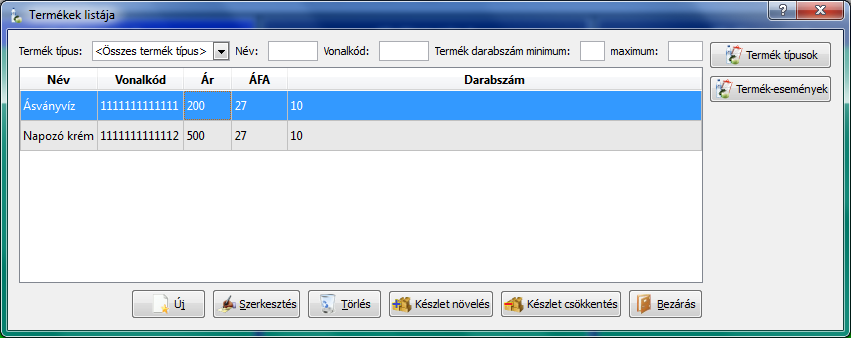 Termékek listája
Termék típus: <Összes termék típus> Név: Vonalkód: Termék darabszám minimum: maximum: Termék típusok
Termék-események
Név Vonalkód Ár ÁFA Darabszám
Ásványvíz 1111111111111 200 27 10
Napozó krém 1111111111112 500 27 10
Új Szerkesztés Törlés Készlet növelés Készlet csökkentés Bezárás